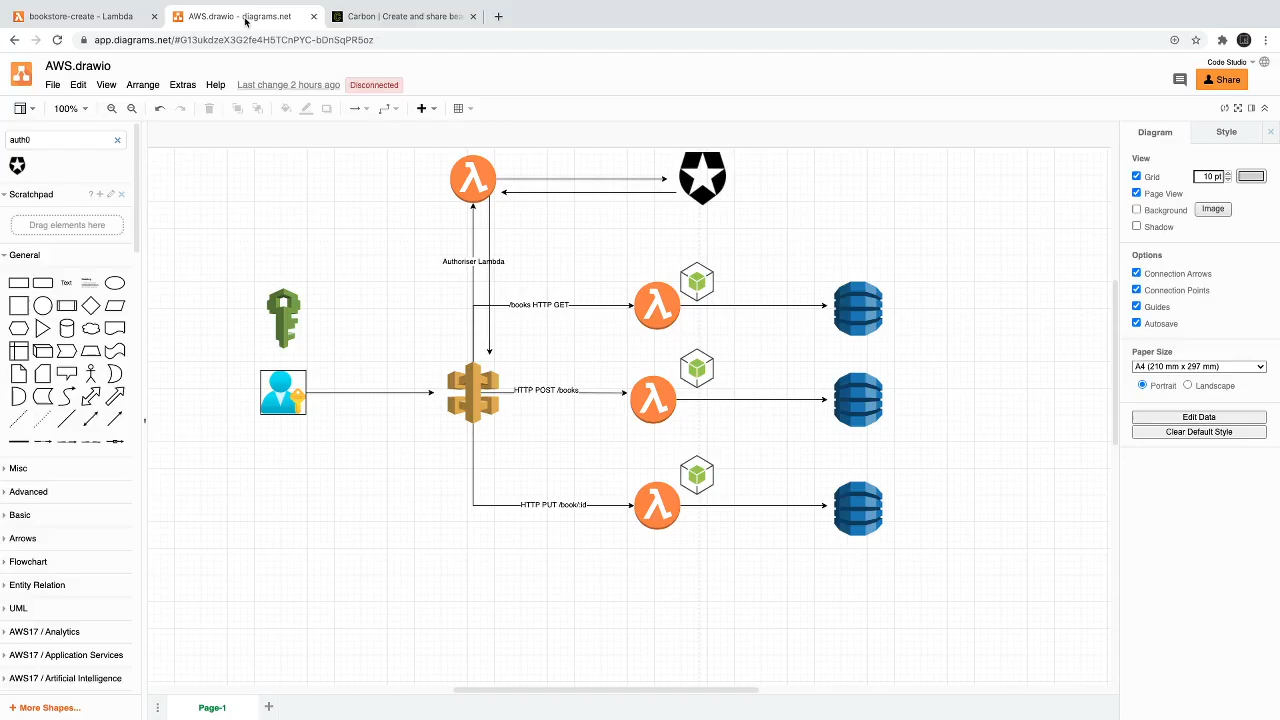 bookstore-create - Lambda
AWS.drawio - diagrams.net
Carbon | Create and share bea
app.diagrams.net/#G13ukdzeX3G2fe4H5TCnPYC-bDnSqPR5oz
AWS.drawio
Code Studio
File Edit View Arrange Extras Help Last change 2 hours ago Disconnected
Share
100%
auth0
Scratchpad
?
Drag elements here
General
Text
Misc
Advanced
Basic
Arrows
Flowchart
Entity Relation
UML
AWS17 / Analytics
AWS17 / Application Services
AWS17 / Artificial Intelligence
+ More Shapes...
Authoriser Lambda
/books HTTP GET
HTTP POST /books
HTTP PUT /book/:id
Page-1
Diagram Style
View
Grid 10 pt
Page View
Background Image
Shadow
Options
Connection Arrows
Connection Points
Guides
Autosave
Paper Size
A4 (210 mm x 297 mm)
Portrait Landscape
Edit Data
Clear Default Style